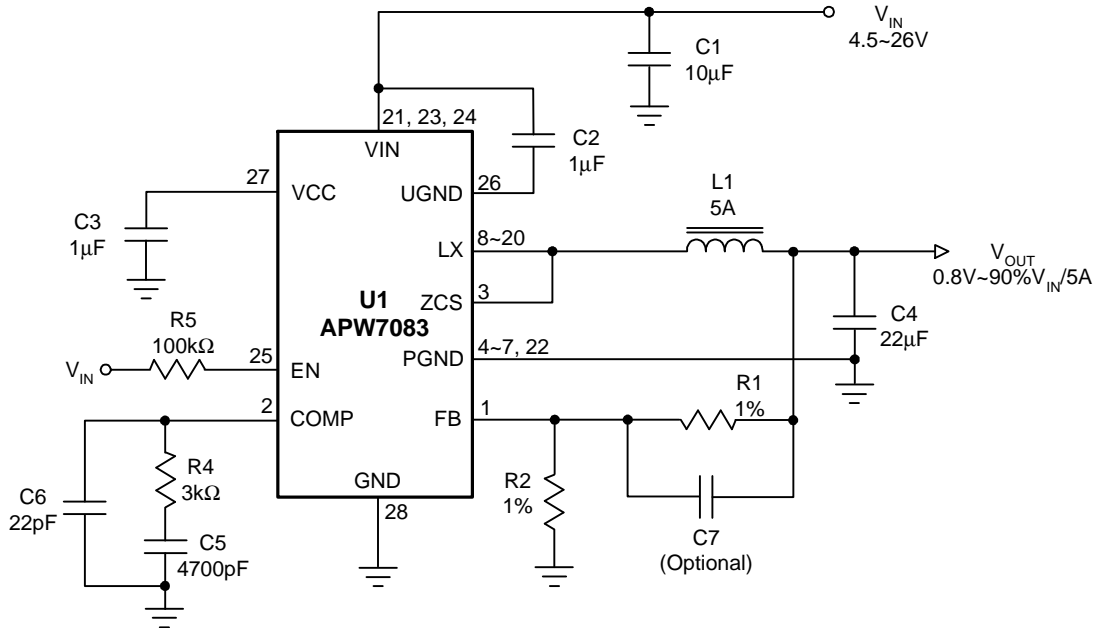 V_IN
4.5~26V
C1
10μF
21, 23, 24
VIN
C2
1μF
27
VCC
UGND
26
C3
1μF
L1
5A
LX
8~20
V_OUT
0.8V~90%V_IN/5A
ZCS
3
U1
APW7083
C4
22μF
R5
100kΩ
V_IN
25
EN
PGND
4~7, 22
R1
1%
2
COMP
FB
1
R4
3kΩ
GND
28
R2
1%
C6
22pF
C5
4700pF
C7
(Optional)